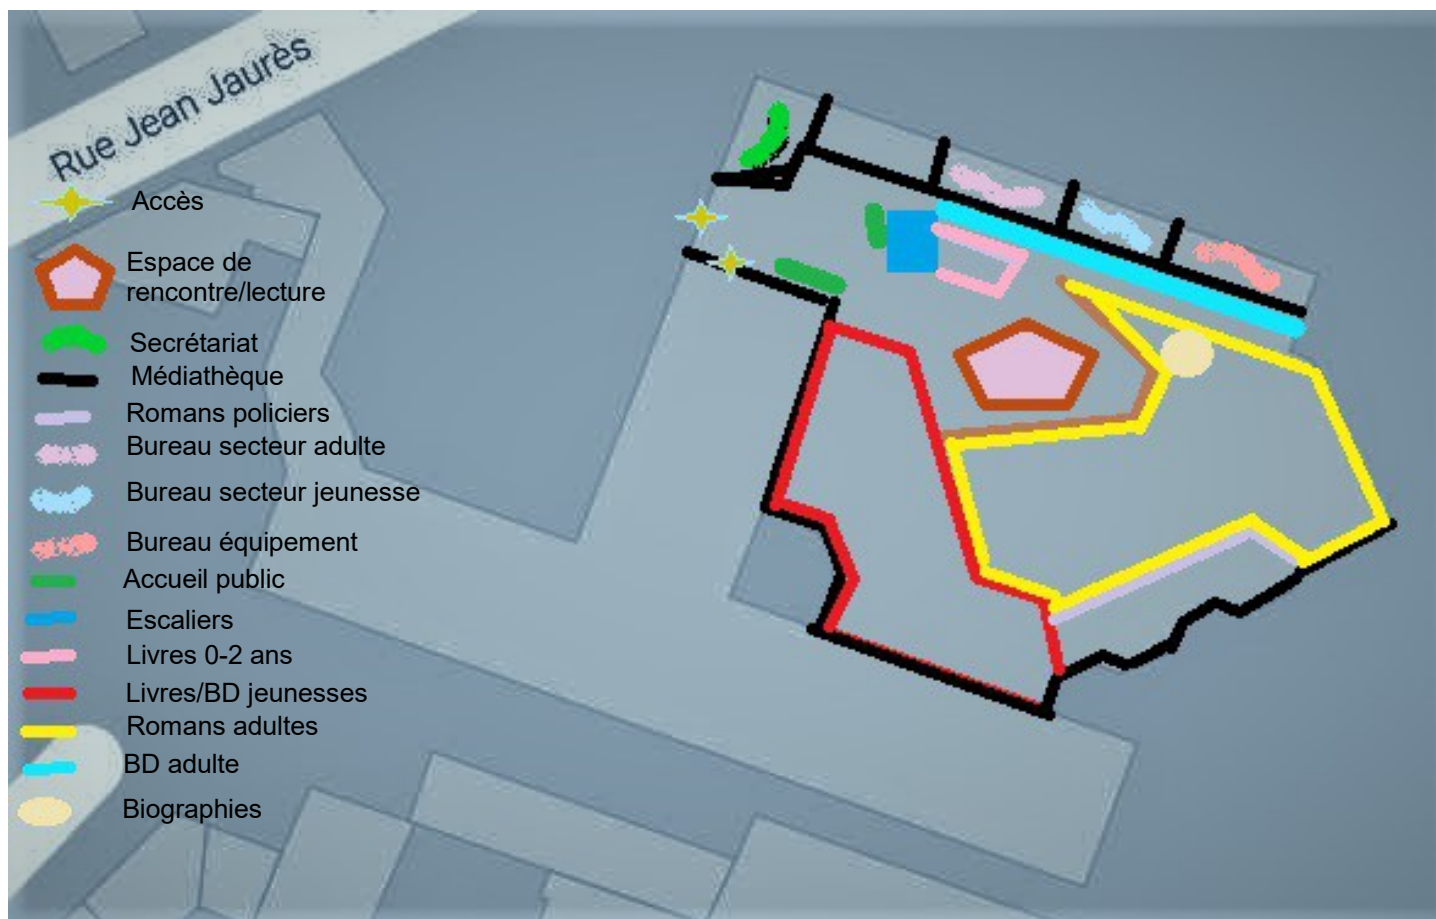 Rue Jean Jaurès
Accès
Espace de
rencontre/lecture
Secrétariat
Médiathèque
Romans policiers
Bureau secteur adulte
Bureau secteur jeunesse
Bureau équipement
Accueil public
Escaliers
Livres 0-2 ans
Livres/BD jeunesses
Romans adultes
BD adulte
Biographies